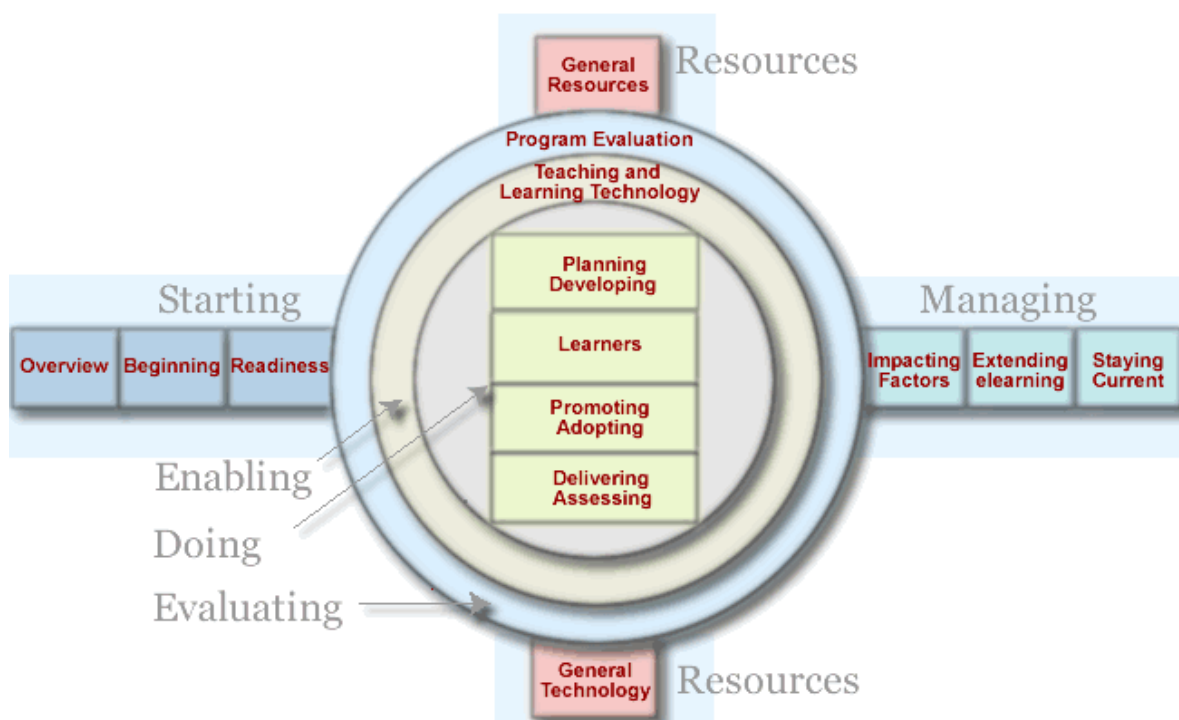 General
Resources
Resources
Program Evaluation
Teaching and
Learning Technology
Planning
Developing
Starting
Managing
Overview
Beginning
Readiness
Learners
Impacting
Factors
Extending
elearning
Staying
Current
Promoting
Adopting
Enabling
Delivering
Assessing
Doing
Evaluating
General
Technology
Resources